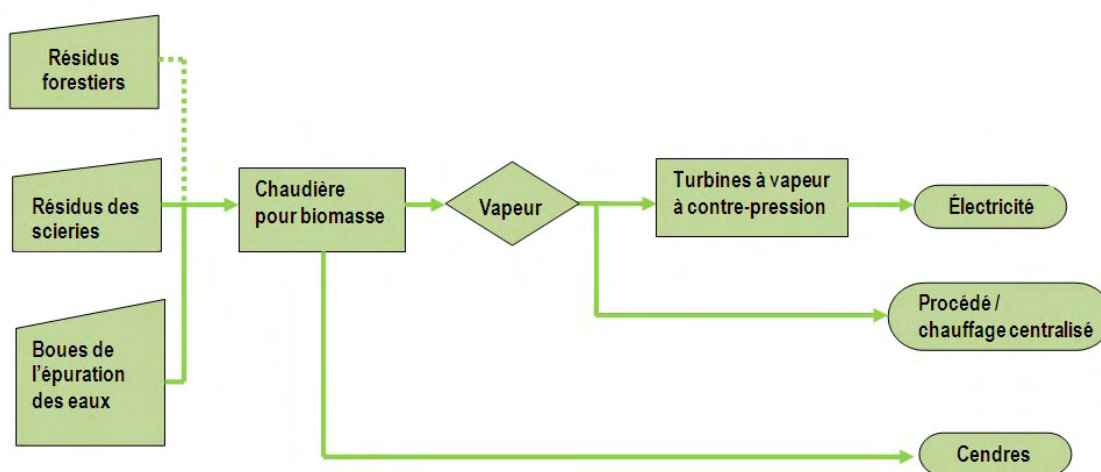 Résidus
forestiers
Résidus des
scieries
Boues de
l'épuration
des eaux
Chaudière
pour biomasse
Vapeur
Turbines à vapeur
à contre-pression
Électricité
Procédé /
chauffage centralisé
Cendres